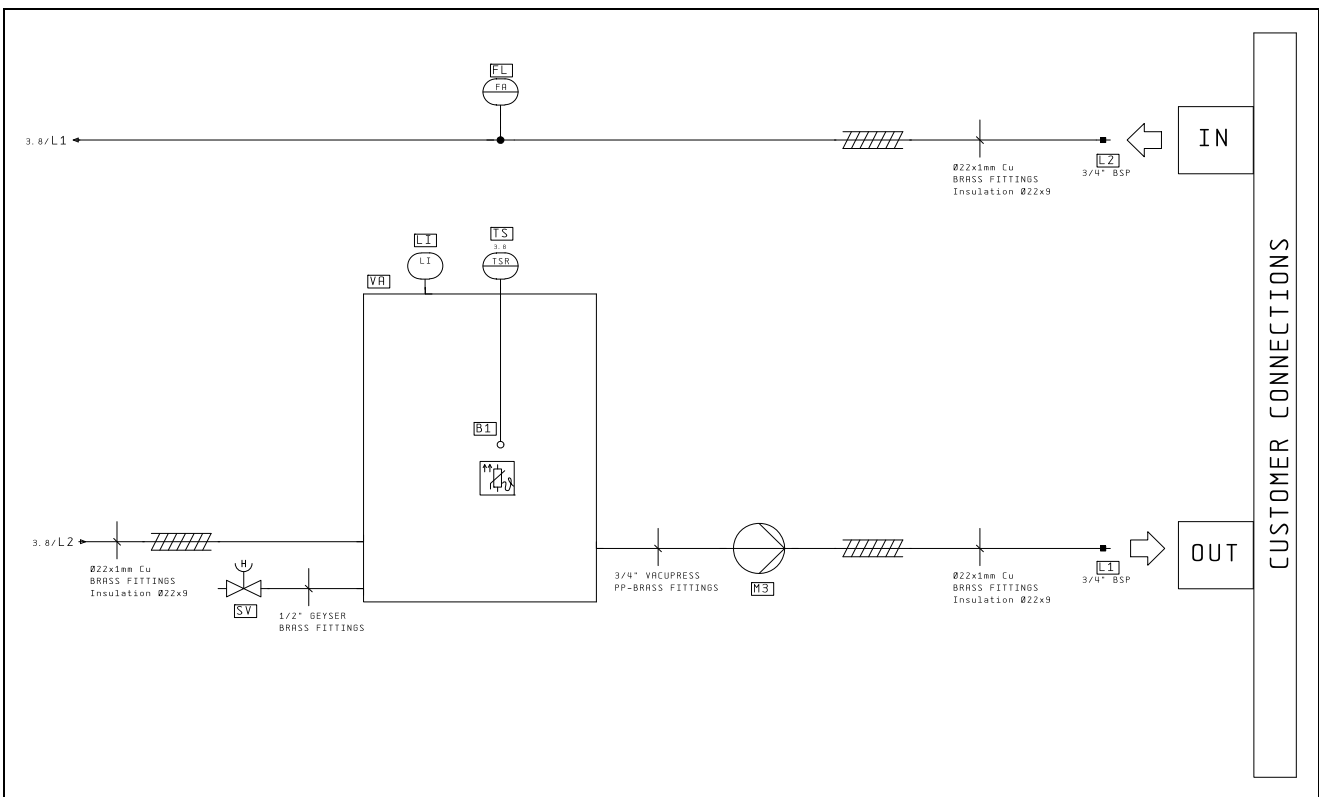 FL
FA
3.8/L1
IN
L2
3/4" BSP
Ø22x1mm Cu
BRASS FITTINGS
Insulation Ø22x9
LI
LI
TS
3.8
TSR
VA
B1
ϑ
3.8/L2
Ø22x1mm Cu
BRASS FITTINGS
Insulation Ø22x9
H
SV
1/2" GEYSER
BRASS FITTINGS
3/4" VACUPRESS
PP-BRASS FITTINGS
M3
Ø22x1mm Cu
BRASS FITTINGS
Insulation Ø22x9
L1
3/4" BSP
OUT
CUSTOMER CONNECTIONS